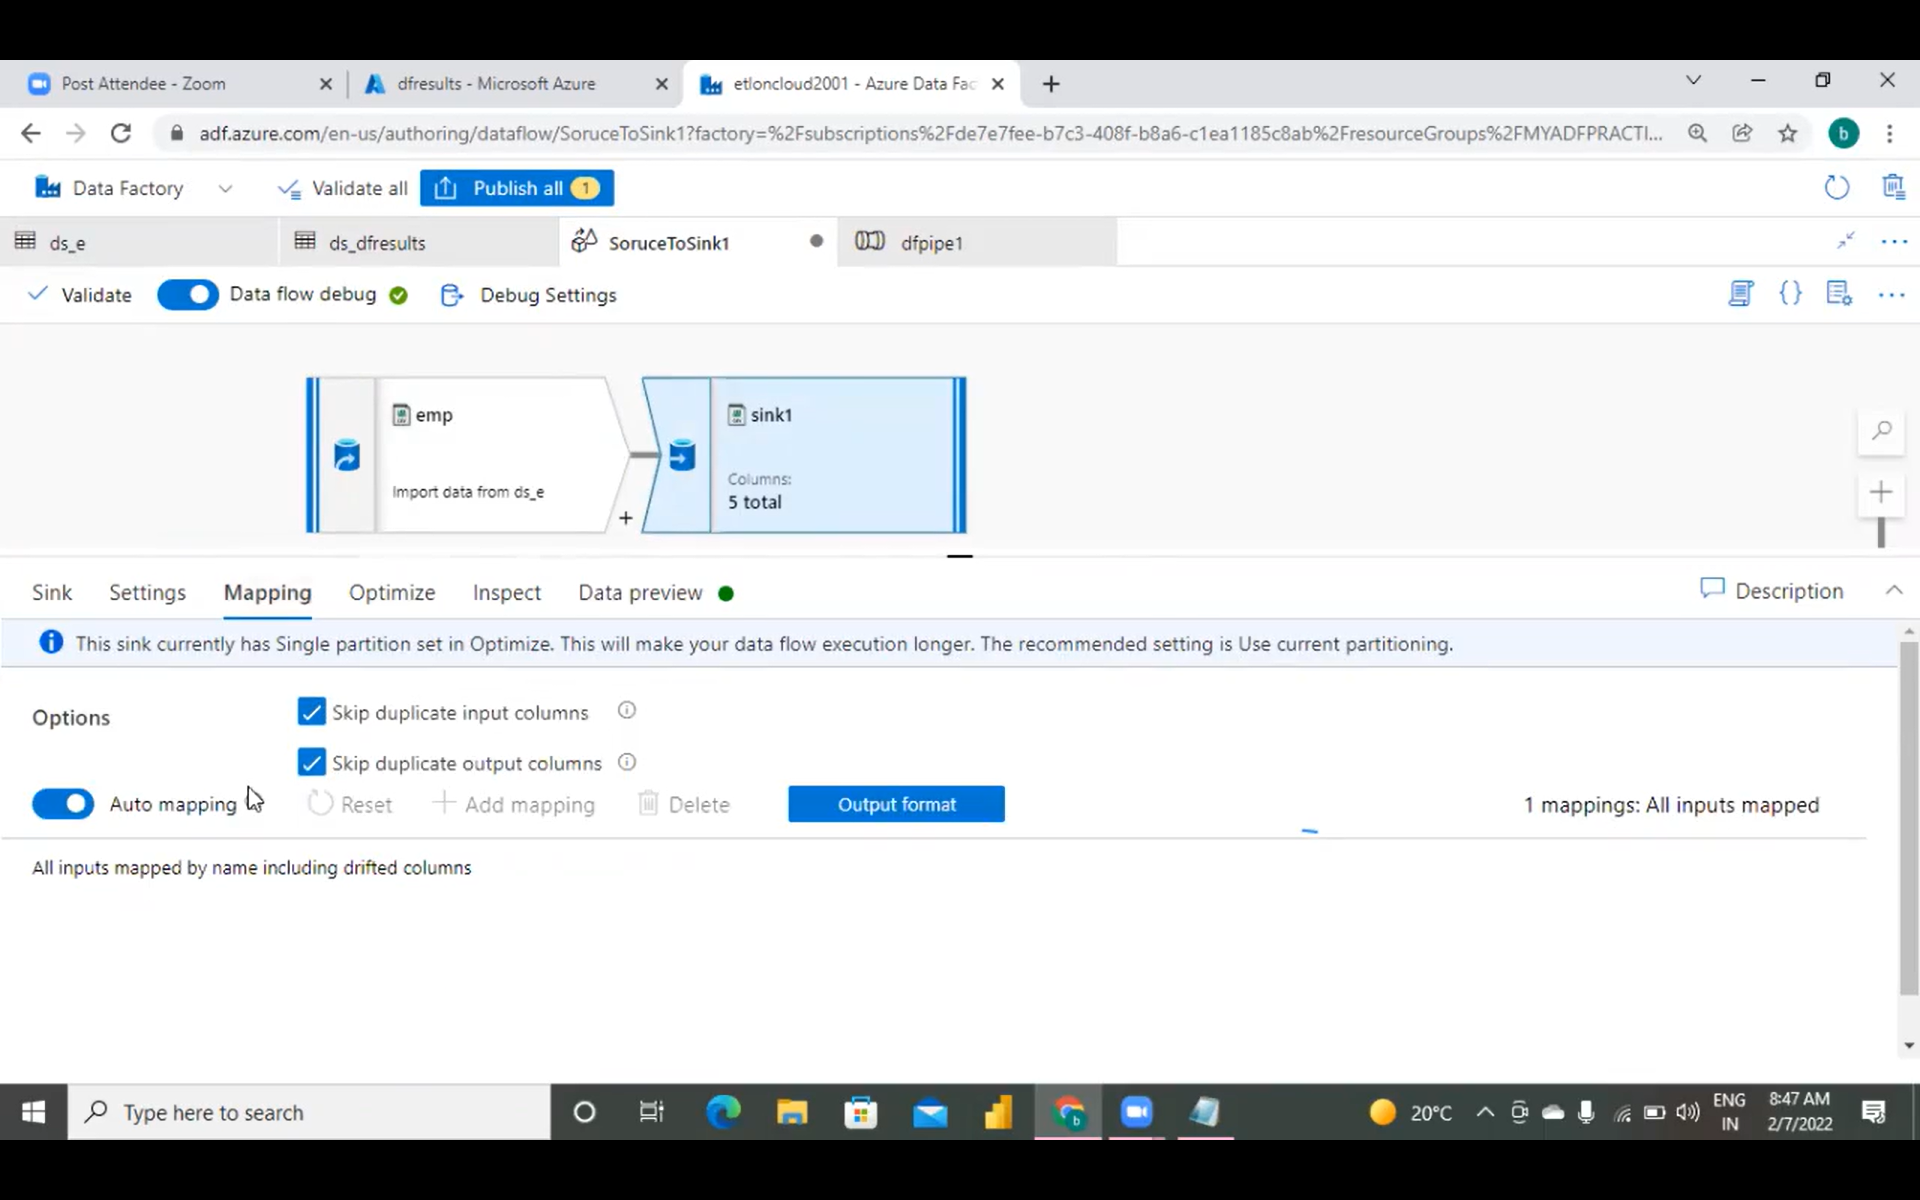 Post Attendee - Zoom
dfresults - Microsoft Azure
etloncloud2001 - Azure Data Fac
adf.azure.com/en-us/authoring/dataflow/SoruceToSink1?factory=%2Fsubscriptions%2Fde7e7fee-b7c3-408f-b8a6-c1ea1185c8ab%2FresourceGroups%2FMYADFPRACTI...
b
Data Factory
Validate all
Publish all 1
ds_e
ds_dfresults
SoruceToSink1
dfpipe1
Validate
Data flow debug
Debug Settings
emp
Import data from ds_e
sink1
Columns:
5 total
Sink
Settings
Mapping
Optimize
Inspect
Data preview
Description
This sink currently has Single partition set in Optimize. This will make your data flow execution longer. The recommended setting is Use current partitioning.
Options
Skip duplicate input columns
Skip duplicate output columns
Auto mapping
Reset
Add mapping
Delete
Output format
1 mappings: All inputs mapped
All inputs mapped by name including drifted columns
Type here to search
20°C
ENG
IN
8:47 AM
2/7/2022